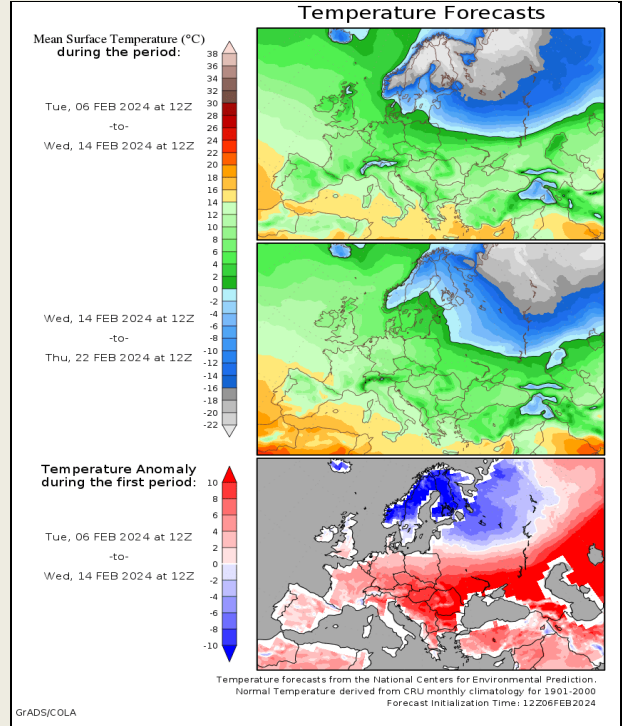 Temperature Forecasts
Mean Surface Temperature (°C)
during the period:
Tue, 06 FEB 2024 at 12Z
-to-
Wed, 14 FEB 2024 at 12Z
38
36
34
32
30
28
26
24
22
20
18
16
14
12
10
8
6
4
2
0
-2
-4
-6
-8
-10
-12
-14
-16
-18
-20
-22
Wed, 14 FEB 2024 at 12Z
-to-
Thu, 22 FEB 2024 at 12Z
Temperature Anomaly
during the first period:
Tue, 06 FEB 2024 at 12Z
-to-
Wed, 14 FEB 2024 at 12Z
10
8
6
4
2
0
-2
-4
-6
-8
-10
Temperature forecasts from the National Centers for Environmental Prediction.
Normal Temperature derived from CRU monthly climatology for 1901-2000
Forecast Initialization Time: 12Z06FEB2024
GrADS/COLA